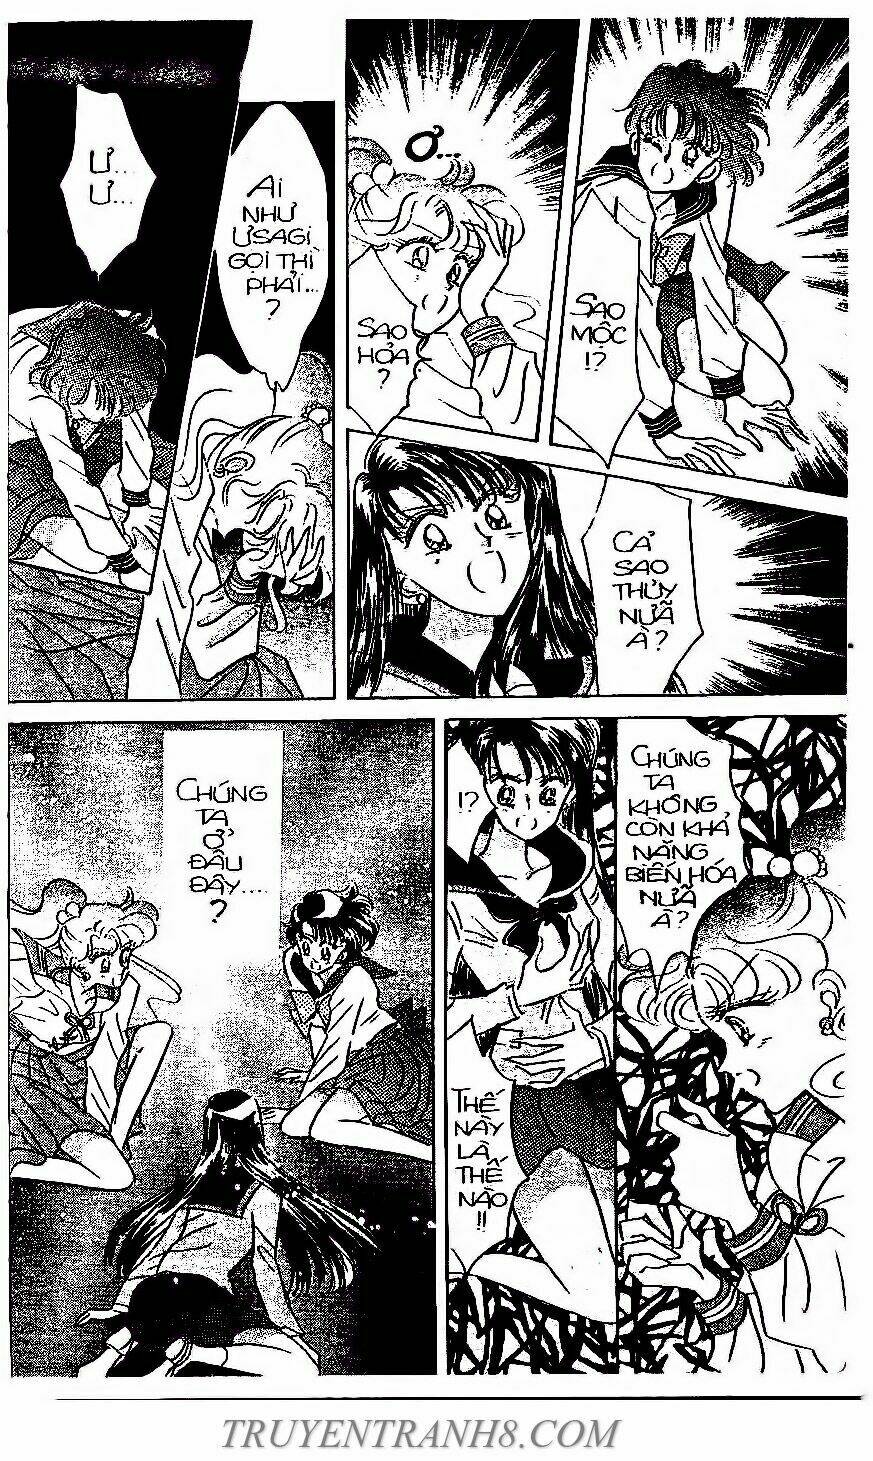 Ư...
Ư...
AI
NHƯ
ƯSAGI
GỌI THÌ
PHẢI...
?
Ơ...
SAO
HỎA
?
SAO
MỘC
!?
CẢ
SAO
THỦY
NỮA
À?
CHÚNG
TA
Ở
ĐÂU
ĐÂY....
?
!?
THẾ
NÀY
LÀ
THẾ
NÀO
!!
CHÚNG
TA
KHÔNG
CÒN KHẢ
NĂNG
BIẾN HÓA
NỮA
À?
TRUYENTRANH8.COM